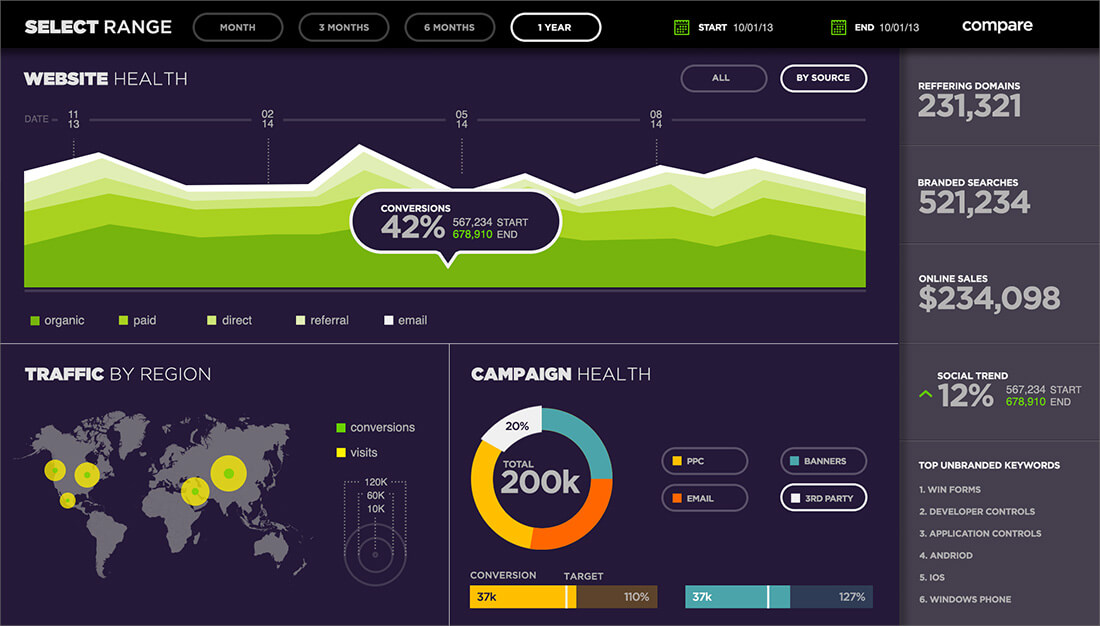 SELECT RANGE
MONTH
3 MONTHS
6 MONTHS
1 YEAR
START 10/01/13
END 10/01/13
compare
WEBSITE HEALTH
ALL
BY SOURCE
DATE
11
13
02
14
05
14
08
14
CONVERSIONS
42%
567,234 START
678,910 END
organic
paid
direct
referral
email
REFFERING DOMAINS
231,321
BRANDED SEARCHES
521,234
ONLINE SALES
$234,098
SOCIAL TREND
12%
567,234 START
678,910 END
TOP UNBRANDED KEYWORDS
1. WIN FORMS
2. DEVELOPER CONTROLS
3. APPLICATION CONTROLS
4. ANDRIOD
5. IOS
6. WINDOWS PHONE
TRAFFIC BY REGION
conversions
visits
120K
60K
10K
CAMPAIGN HEALTH
20%
TOTAL
200k
PPC
BANNERS
EMAIL
3RD PARTY
CONVERSION
TARGET
37k
110%
37k
127%